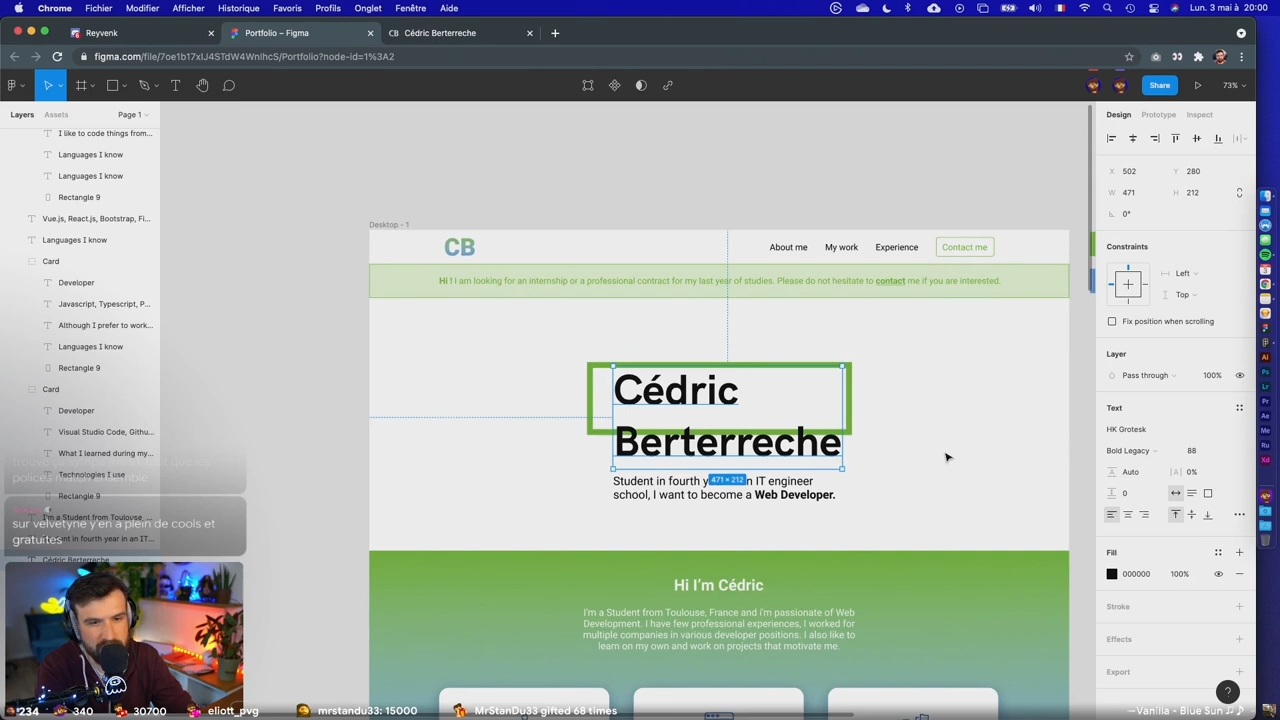 Chrome Fichier Modifier Afficher Historique Favoris Profils Onglet Fenêtre Aide Lun. 3 mai à 20:00
Reyvenk
Portfolio – Figma
CB Cédric Berterreche
figma.com/file/7oe1b17xIJ4STdW4WnlhcS/Portfolio?node-id=1%3A2
Share
73%
Layers
Assets
Page 1
I like to code things from...
Languages I know
Languages I know
Rectangle 9
Vue.js, React.js, Bootstrap, Fi...
Languages I know
Card
Developer
Javascript, Typescript, P...
Although I prefer to work...
Languages I know
Rectangle 9
Card
Developer
Visual Studio Code, Githu...
What I learned during my...
Technologies I use
Rectangle 9
I'm a Student from Toulouse,
Cédric Berterreche
sur velvetyne y'en a plein de cools et
gratuites
234
340
30700
eliott_pvg
mrstandu33: 15000
MrStanDu33 gifted 68 times
Desktop – 1
CB
About me
My work
Experience
Contact me
Hi ! I am looking for an internship or a professional contract for my last year of studies. Please do not hesitate to contact me if you are interested.
Cédric
Berterreche
471 × 212
school, I want to become a Web Developer.
Hi I'm Cédric
I'm a Student from Toulouse, France and i'm passionate of Web
Development. I have few professional experiences, I worked for
multiple companies in various developer positions. I also like to
learn on my own and work on projects that motivate me.
Design
Prototype
Inspect
X 502
Y 280
W 471
H 212
0°
Constraints
Left
Top
Fix position when scrolling
Layer
Pass through
100%
Text
HK Grotesk
Bold Legacy
88
Auto
0%
0
Fill
000000
100%
Stroke
Effects
Export
?
—Vanilla - Blue Sun